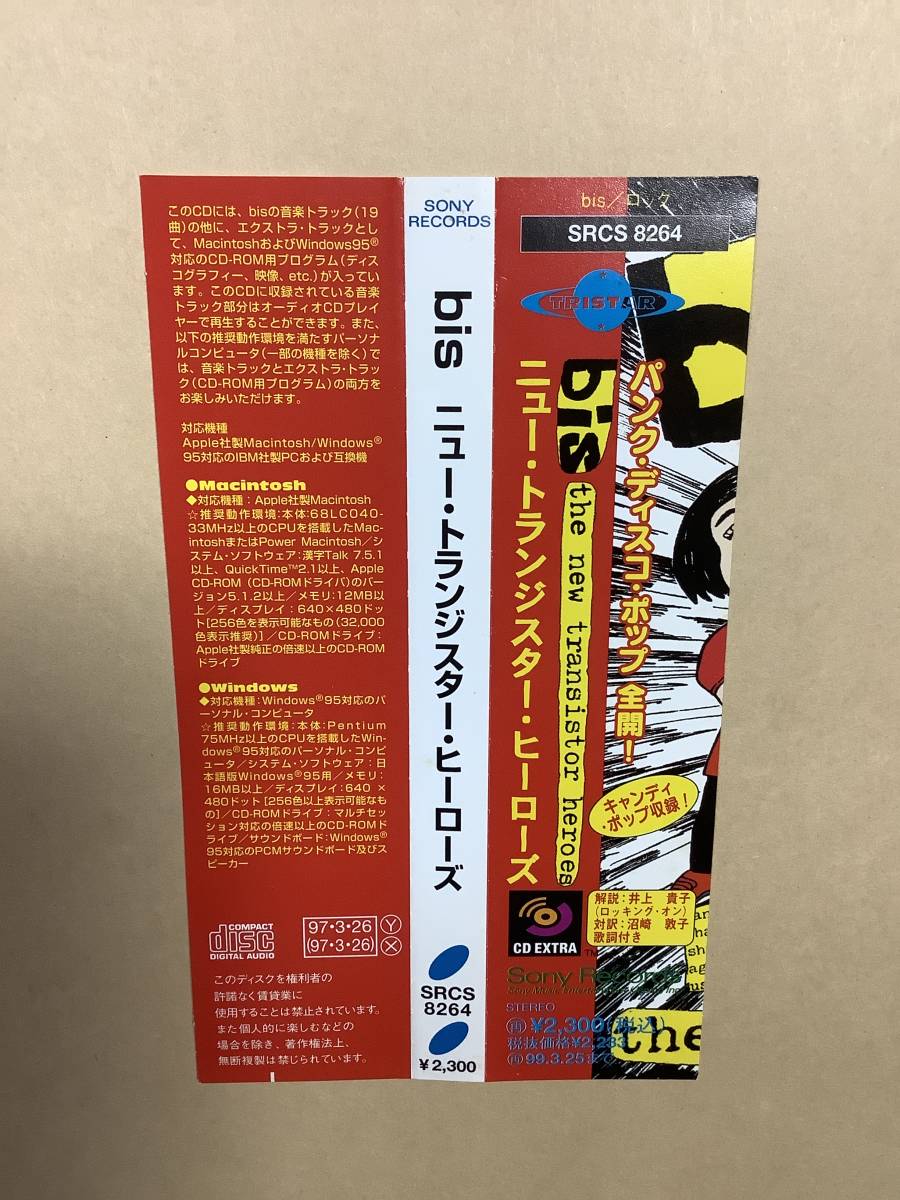 このCDには、bisの音楽トラック(19
曲)の他に、エクストラ・トラックとし
て、MacintoshおよびWindows95®
対応のCD-ROM用プログラム(ディス
コグラフィー、映像、etc.)が入ってい
ます。このCDに収録されている音楽
トラック部分はオーディオCDプレイ
ヤーで再生することができます。また、
以下の推奨動作環境を満たすパーソナ
ルコンピュータ(一部の機種を除く)で
は、音楽トラックとエクストラ・トラッ
ク(CD-ROM用プログラム)の両方を
お楽しみいただけます。
対応機種
Apple社製Macintosh/Windows®
95対応のIBM社製PCおよび互換機
●Macintosh
◆対応機種：Apple社製Macintosh
☆推奨動作環境:本体:68LC040-
33MHz以上のCPUを搭載したMac-
intoshまたはPower Macintosh／シ
ステム・ソフトウェア:漢字Talk 7.5.1
以上、QuickTime™2.1以上、Apple
CD-ROM (CD-ROMドライバ)のバー
ジョン5.1.2以上／メモリ:12MB以
上／ディスプレイ：640×480ドッ
ト[256色を表示可能なもの(32,000
色表示推奨)]／CD-ROMドライブ：
Apple社製純正の倍速以上のCD-ROM
ドライブ
●Windows
◆対応機種：Windows®95対応のパ
ーソナル・コンピュータ
☆推奨動作環境：本体：Pentium
75MHz以上のCPUを搭載したWin-
dows®95対応のパーソナル・コンピ
ュータ／システム・ソフトウェア：日
本語版Windows®95用／メモリ：
16MB以上／ディスプレイ：640 ×
480ドット[256色以上表示可能なも
の]／CD-ROMドライブ：マルチセッ
ション対応の倍速以上のCD-ROMド
ライブ／サウンドボード:Windows®
95対応のPCMサウンドボード及びス
ピーカー
COMPACT
disc
DIGITAL AUDIO
97・3・26 Y
(97・3・26) X
このディスクを権利者の
許諾なく賃貸業に
使用することは禁止されています。
また個人的に楽しむなどの
場合を除き、著作権法上、
無断複製は禁じられています。
SONY
RECORDS
bis ニュー・トランジスター・ヒーローズ
SRCS
8264
¥2,300
bis／ロック
SRCS 8264
TRISTAR
パンク・ディスコ・ポップ 全開！
bis the new transistor heroes
ニュー・トランジスター・ヒーローズ
キャンディ
・ポップ収録！
CD EXTRA
解説：井上 貴子
(ロッキング・オン)
対訳：沼崎 敦子
歌詞付き
Sony Records
STEREO
再 ¥2,300(税込)
税抜価格¥2,233
再 99.3.25まで
the